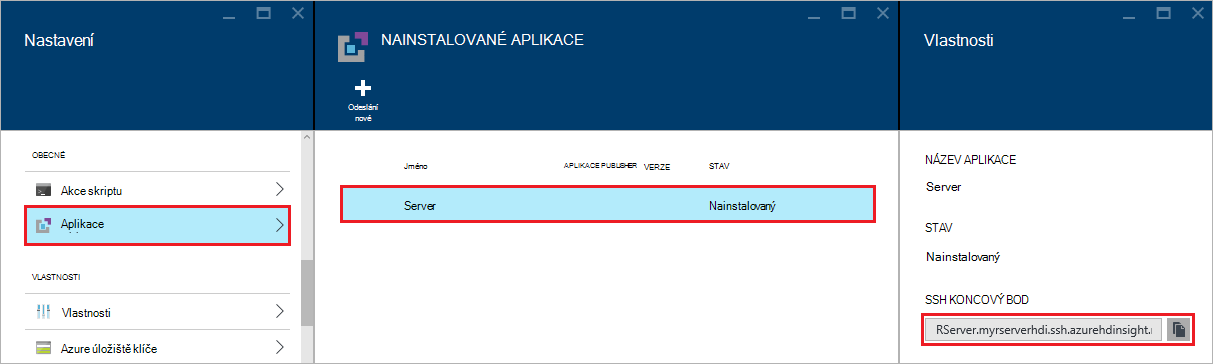 Nastavení
OBECNÉ
Akce skriptu
Aplikace
VLASTNOSTI
Vlastnosti
Azure úložiště klíče
NAINSTALOVANÉ APLIKACE
Odeslání
nové
Jméno APLIKACE PUBLISHER VERZE STAV
Server Nainstalovaný
Vlastnosti
NÁZEV APLIKACE
Server
STAV
Nainstalovaný
SSH KONCOVÝ BOD
RServer.myrserverhdi.ssh.azurehdinsight.